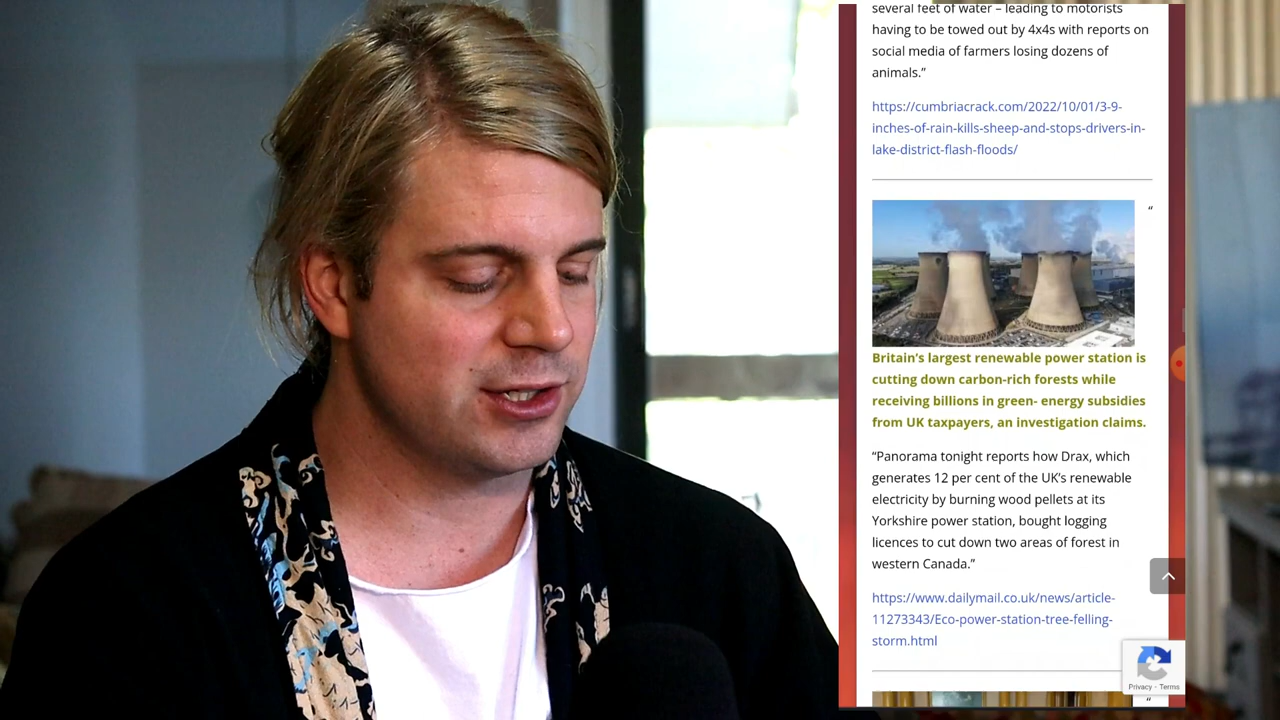 several feet of water – leading to motorists
having to be towed out by 4x4s with reports on
social media of farmers losing dozens of
animals.”
https://cumbriacrack.com/2022/10/01/3-9-
inches-of-rain-kills-sheep-and-stops-drivers-in-
lake-district-flash-floods/
“
Britain’s largest renewable power station is
cutting down carbon-rich forests while
receiving billions in green- energy subsidies
from UK taxpayers, an investigation claims.
“Panorama tonight reports how Drax, which
generates 12 per cent of the UK’s renewable
electricity by burning wood pellets at its
Yorkshire power station, bought logging
licences to cut down two areas of forest in
western Canada.”
https://www.dailymail.co.uk/news/article-
11273343/Eco-power-station-tree-felling-
storm.html
Privacy - Terms
“